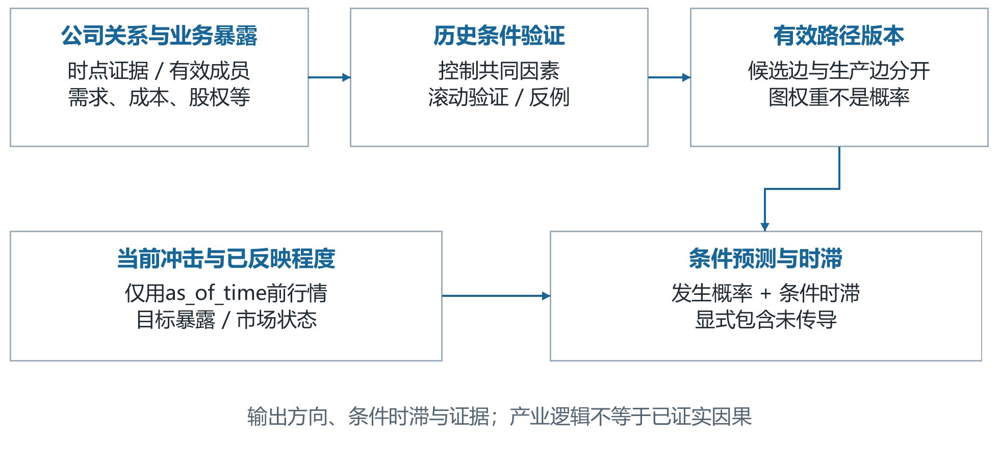 公司关系与业务暴露
时点证据 / 有效成员
需求、成本、股权等
历史条件验证
控制共同因素
滚动验证 / 反例
有效路径版本
候选边与生产边分开
图权重不是概率
当前冲击与已反映程度
仅用as_of_time前行情
目标暴露 / 市场状态
条件预测与时滞
发生概率 + 条件时滞
显式包含未传导
输出方向、条件时滞与证据；产业逻辑不等于已证实因果